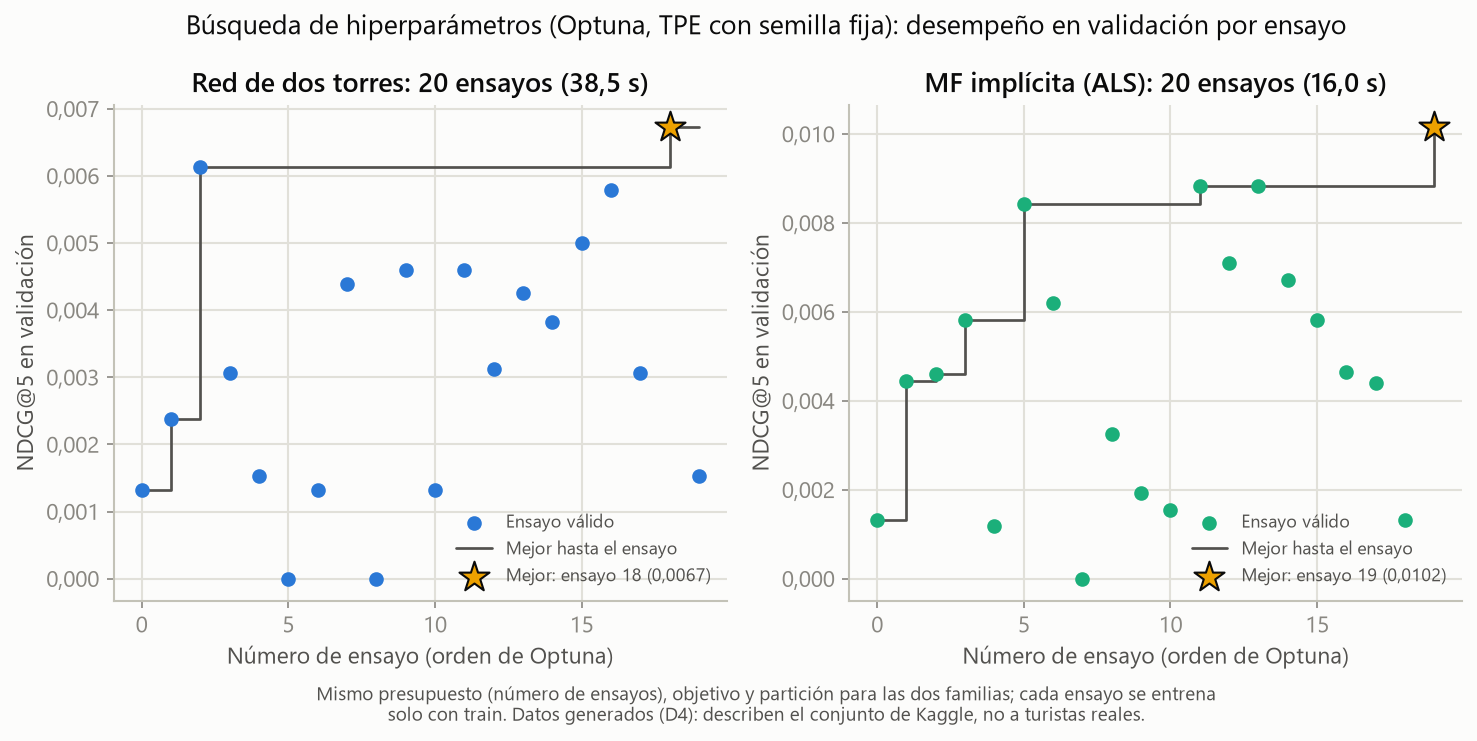 Búsqueda de hiperparámetros (Optuna, TPE con semilla fija): desempeño en validación por ensayo
Red de dos torres: 20 ensayos (38,5 s)
NDCG@5 en validación
0,007
0,006
0,005
0,004
0,003
0,002
0,001
0,000
Ensayo válido
Mejor hasta el ensayo
Mejor: ensayo 18 (0,0067)
0 5 10 15
Número de ensayo (orden de Optuna)
MF implícita (ALS): 20 ensayos (16,0 s)
NDCG@5 en validación
0,010
0,008
0,006
0,004
0,002
0,000
Ensayo válido
Mejor hasta el ensayo
Mejor: ensayo 19 (0,0102)
0 5 10 15
Número de ensayo (orden de Optuna)
Mismo presupuesto (número de ensayos), objetivo y partición para las dos familias; cada ensayo se entrena
solo con train. Datos generados (D4): describen el conjunto de Kaggle, no a turistas reales.